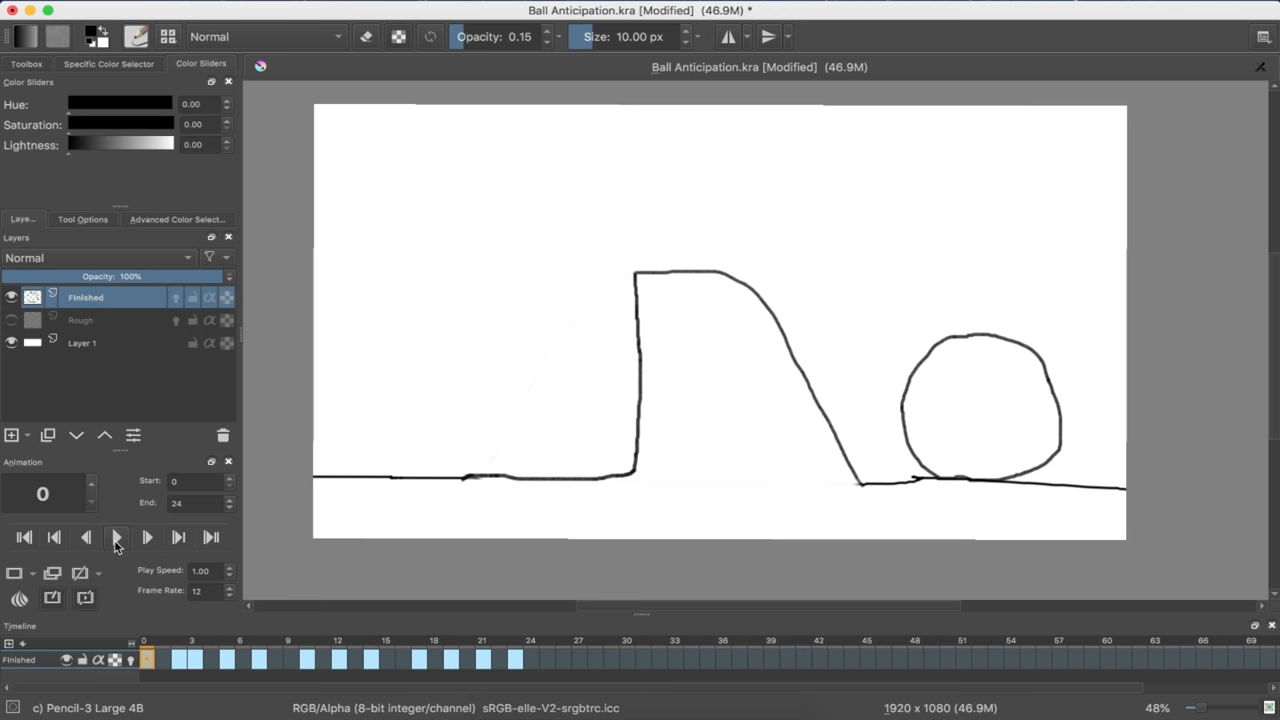 Ball Anticipation.kra [Modified] (46.9M) *
Normal
Opacity: 0.15
Size: 10.00 px
Toolbox
Specific Color Selector
Color Sliders
Ball Anticipation.kra [Modified] (46.9M)
Color Sliders
Hue: 0.00
Saturation: 0.00
Lightness: 0.00
Laye...
Tool Options
Advanced Color Select...
Layers
Normal
Opacity: 100%
Finished
Rough
Layer 1
Animation
0
Start: 0
End: 24
Play Speed: 1.00
Frame Rate: 12
Timeline
0 3 6 9 12 15 18 21 24 27 30 33 36 39 42 45 48 51 54 57 60 63 66 69
Finished
c) Pencil-3 Large 4B
RGB/Alpha (8-bit integer/channel) sRGB-elle-V2-srgbtrc.icc
1920 x 1080 (46.9M)
48%